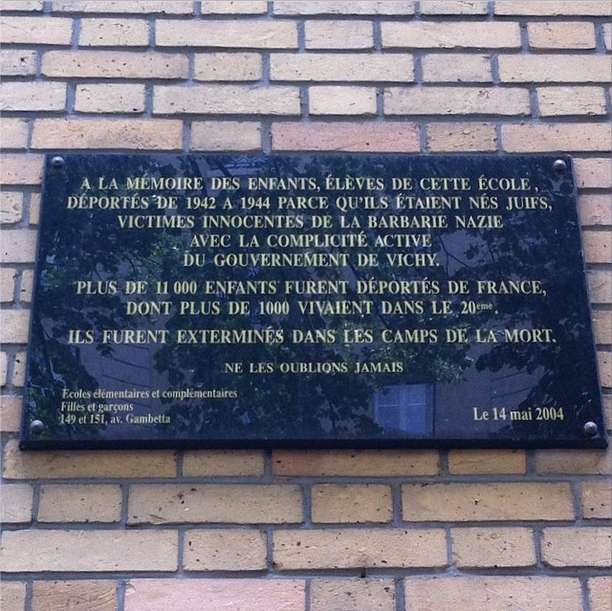 A LA MÉMOIRE DES ENFANTS, ÉLÈVES DE CETTE ÉCOLE,
DÉPORTÉS DE 1942 A 1944 PARCE QU'ILS ÉTAIENT NÉS JUIFS,
VICTIMES INNOCENTES DE LA BARBARIE NAZIE
AVEC LA COMPLICITÉ ACTIVE
DU GOUVERNEMENT DE VICHY.
PLUS DE 11 000 ENFANTS FURENT DÉPORTÉS DE FRANCE,
DONT PLUS DE 1000 VIVAIENT DANS LE 20eme.
ILS FURENT EXTERMINÉS DANS LES CAMPS DE LA MORT.
NE LES OUBLIONS JAMAIS
Ecoles élementaires et complémentaires
Filles et garçons
149 et 151, av. Gambetta
Le 14 mai 2004